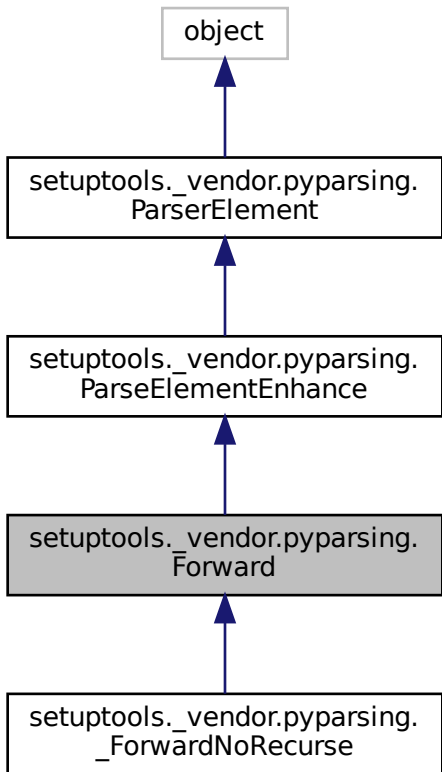 object
setuptools._vendor.pyparsing.
ParserElement
setuptools._vendor.pyparsing.
ParseElementEnhance
setuptools._vendor.pyparsing.
Forward
setuptools._vendor.pyparsing.
_ForwardNoRecurse